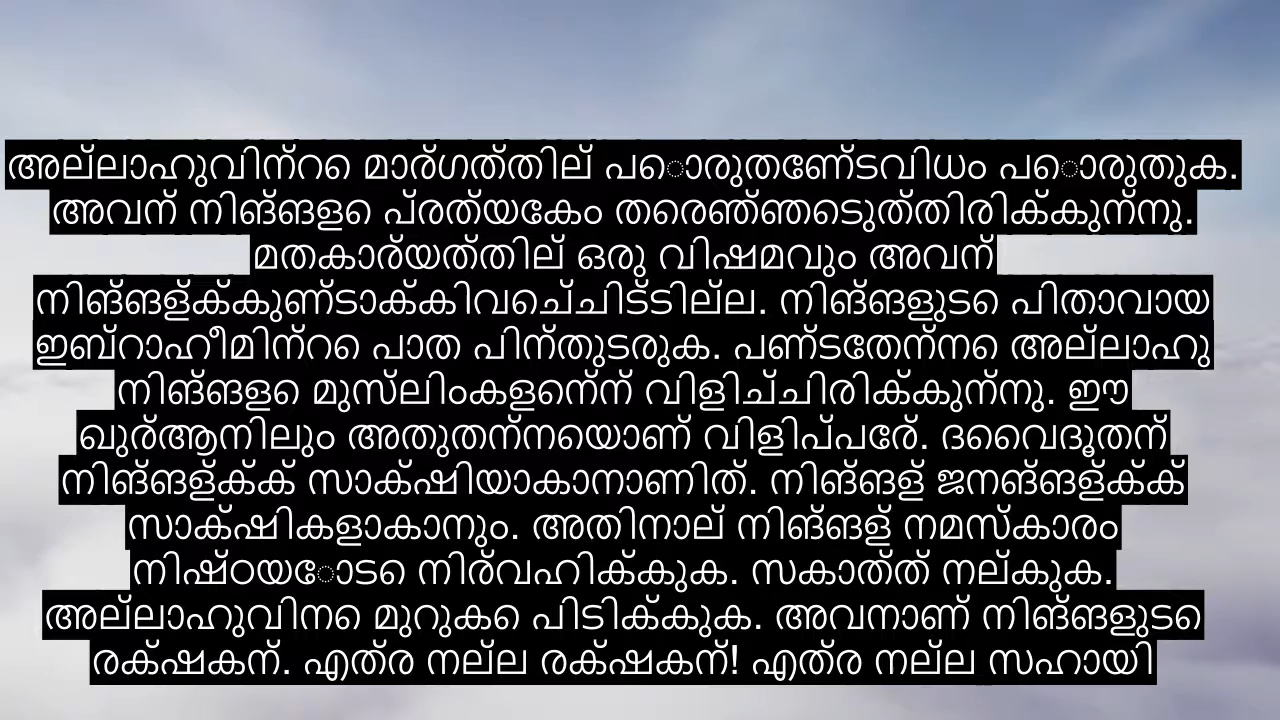 അല്ലാഹുവിന്റെ മാര്ഗത്തില് പൊരുതേണ്ടവിധം പൊരുതുക.
അവന് നിങ്ങളെ പ്രത്യേകം തെരഞ്ഞെടുത്തിരിക്കുന്നു.
മതകാര്യത്തില് ഒരു വിഷമവും അവന്
നിങ്ങള്ക്കുണ്ടാക്കിവെച്ചിട്ടില്ല. നിങ്ങളുടെ പിതാവായ
ഇബ്റാഹീമിന്റെ പാത പിന്തുടരുക. പണ്ടേതന്നെ അല്ലാഹു
നിങ്ങളെ മുസ്ലിംകളെന്ന് വിളിച്ചിരിക്കുന്നു. ഈ
ഖുര്ആനിലും അതുതന്നെയാണ് വിളിപ്പേര്. ദൈവദൂതന്
നിങ്ങള്ക്ക് സാക്ഷിയാകാനാണിത്. നിങ്ങള് ജനങ്ങള്ക്ക്
സാക്ഷികളാകാനും. അതിനാല് നിങ്ങള് നമസ്കാരം
നിഷ്ഠയോടെ നിര്വഹിക്കുക. സകാത്ത് നല്കുക.
അല്ലാഹുവിനെ മുറുകെ പിടിക്കുക. അവനാണ് നിങ്ങളുടെ
രക്ഷകന്. എത്ര നല്ല രക്ഷകന്! എത്ര നല്ല സഹായി